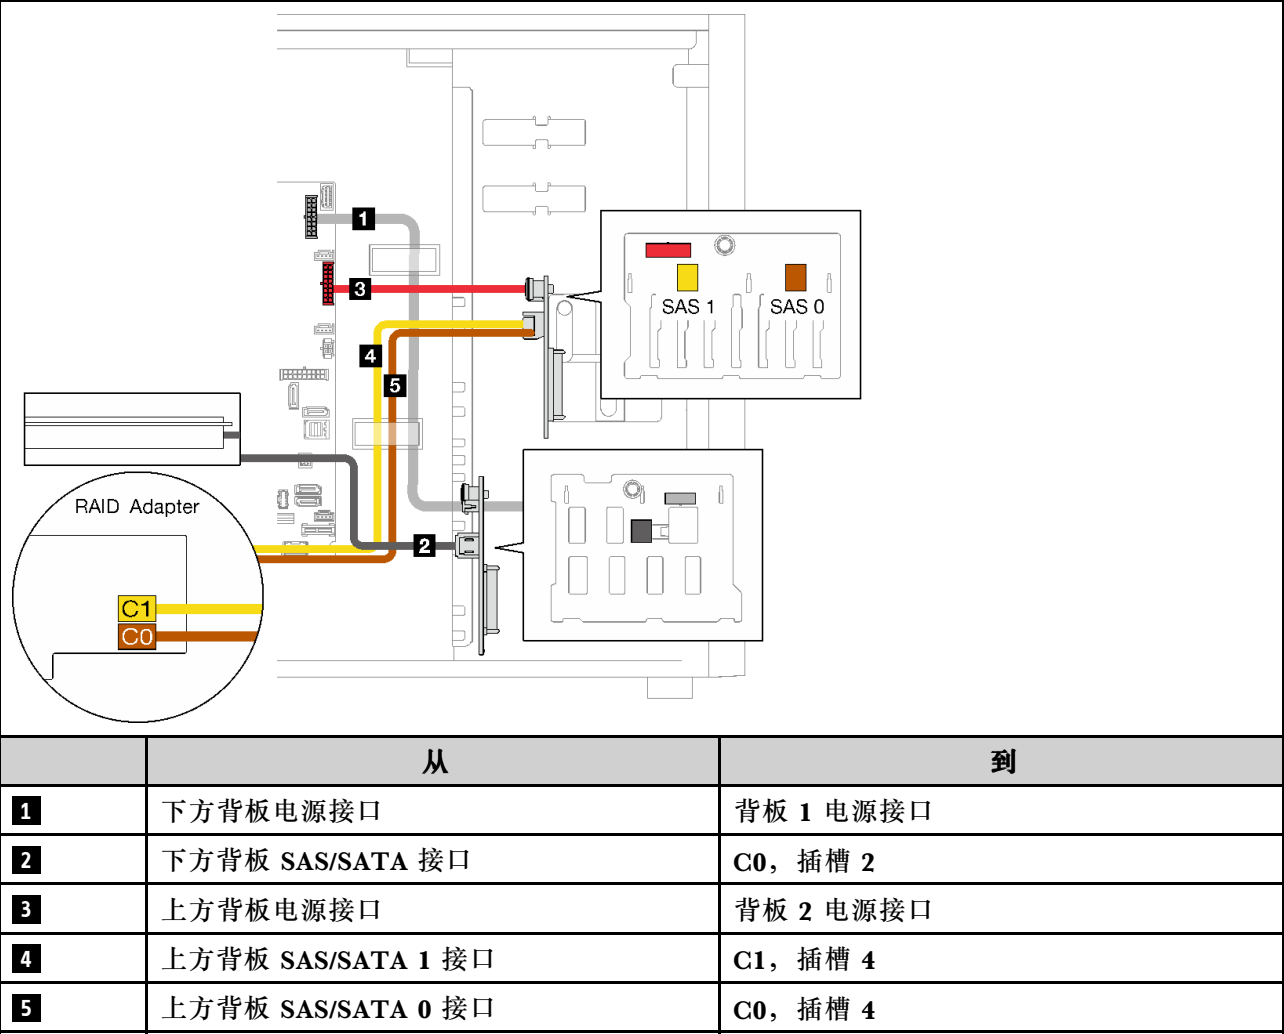 1
3
SAS 1 SAS 0
4
5
RAID Adapter
2
C1
C0
从 到
1 下方背板电源接口 背板 1 电源接口
2 下方背板 SAS/SATA 接口 C0，插槽 2
3 上方背板电源接口 背板 2 电源接口
4 上方背板 SAS/SATA 1 接口 C1，插槽 4
5 上方背板 SAS/SATA 0 接口 C0，插槽 4